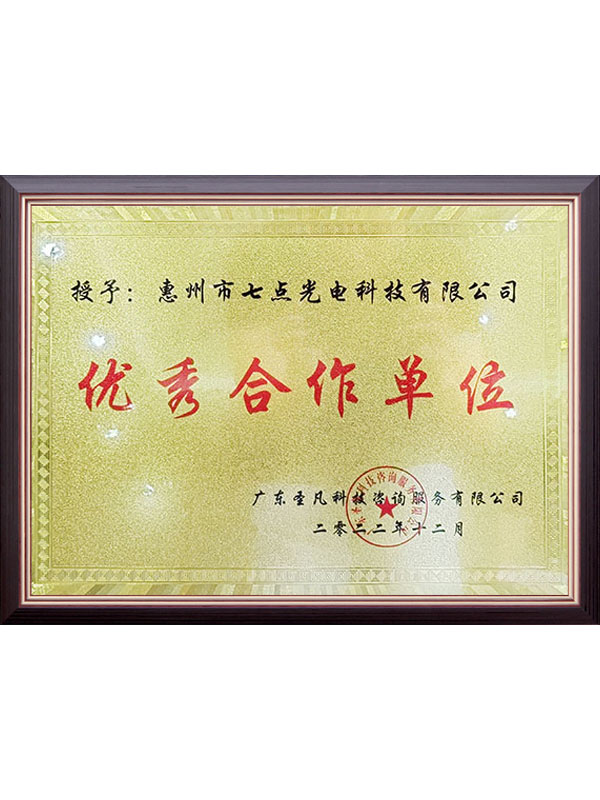 授予：惠州市七点光电科技有限公司
优秀合作单位
广东圣凡科技咨询服务有限公司
二零二二年十二月